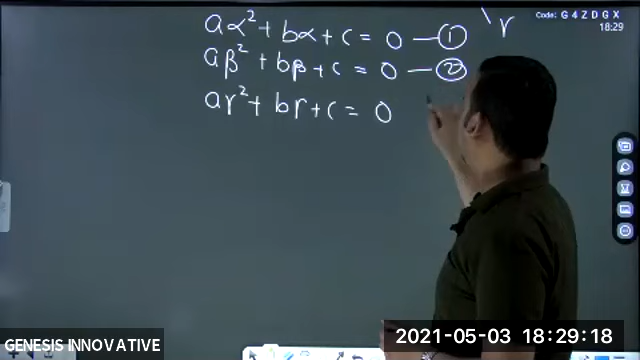 aα² + bα + c = 0 — ①
γ
Code: G4ZDGX
18:29
aβ² + bβ + c = 0 — ②
aγ² + bγ + c = 0
GENESIS INNOVATIVE
2021-05-03 18:29:18